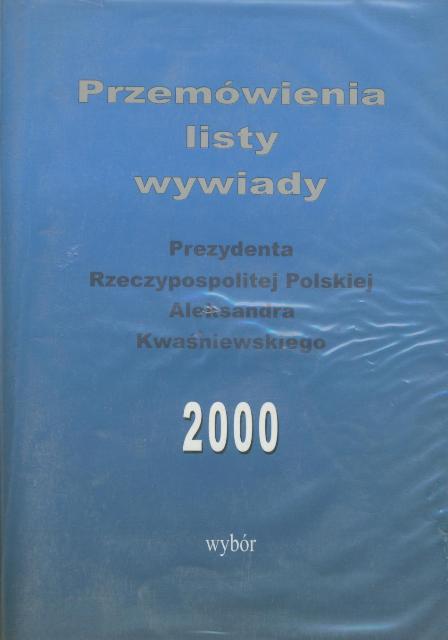 Przemówienia
listy
wywiady
Prezydenta
Rzeczypospolitej Polskiej
Aleksandra
Kwaśniewskiego
2000
wybór